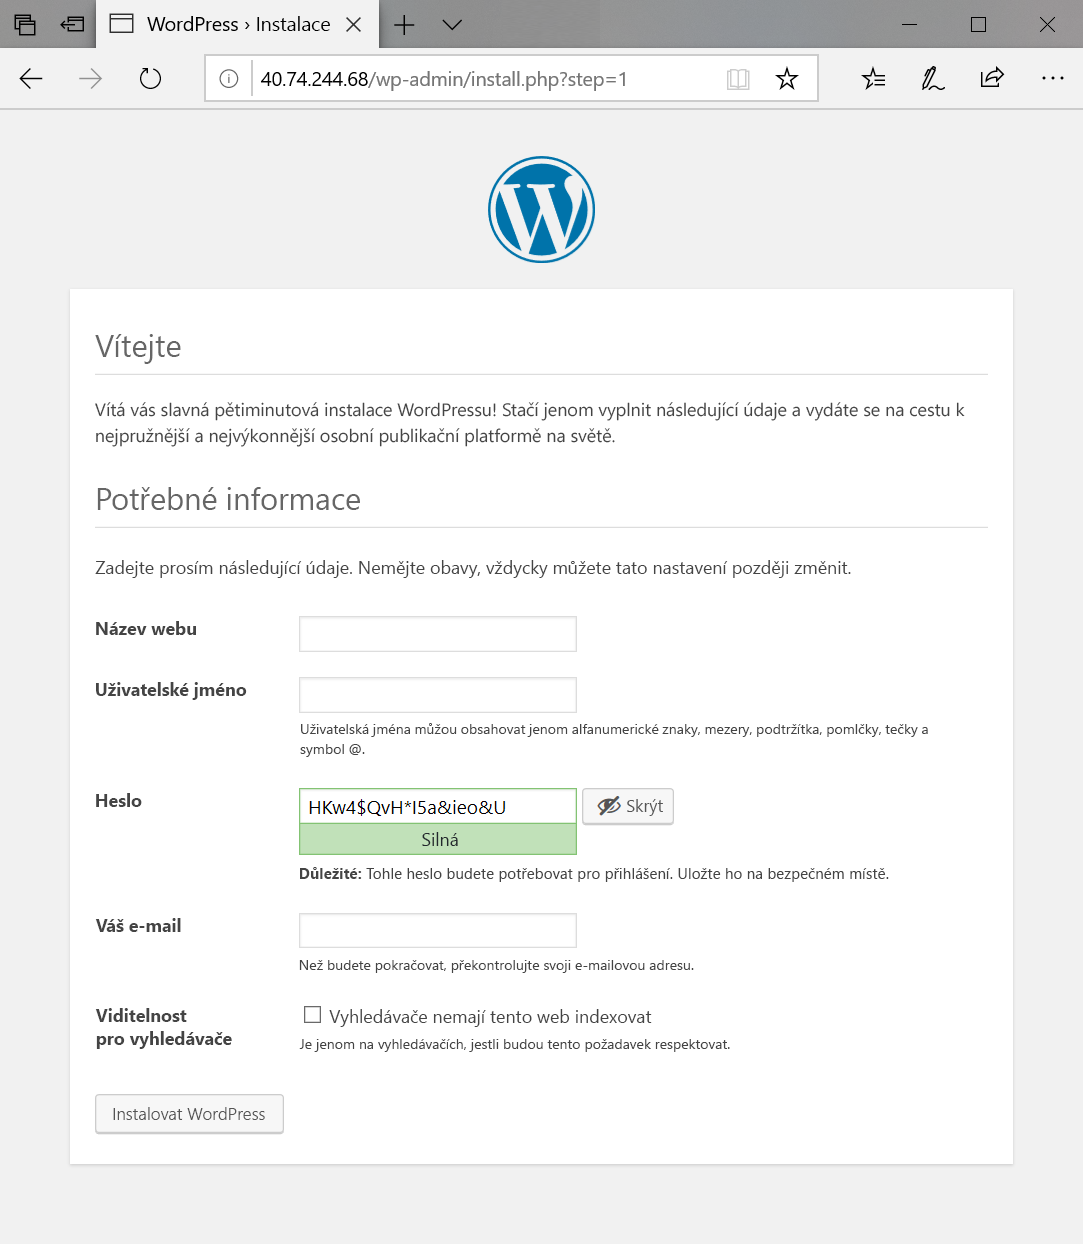 WordPress › Instalace
40.74.244.68/wp-admin/install.php?step=1
Vítejte
Vítá vás slavná pětiminutová instalace WordPressu! Stačí jenom vyplnit následující údaje a vydáte se na cestu k
nejpružnější a nejvýkonnější osobní publikační platformě na světě.
Potřebné informace
Zadejte prosím následující údaje. Nemějte obavy, vždycky můžete tato nastavení později změnit.
Název webu
Uživatelské jméno
Uživatelská jména můžou obsahovat jenom alfanumerické znaky, mezery, podtržítka, pomlčky, tečky a
symbol @.
Heslo
HKw4$QvH*I5a&ieo&U
Skrýt
Silná
Důležité: Tohle heslo budete potřebovat pro přihlášení. Uložte ho na bezpečném místě.
Váš e-mail
Než budete pokračovat, překontrolujte svoji e-mailovou adresu.
Viditelnost
pro vyhledávače
Vyhledávače nemají tento web indexovat
Je jenom na vyhledávačích, jestli budou tento požadavek respektovat.
Instalovat WordPress